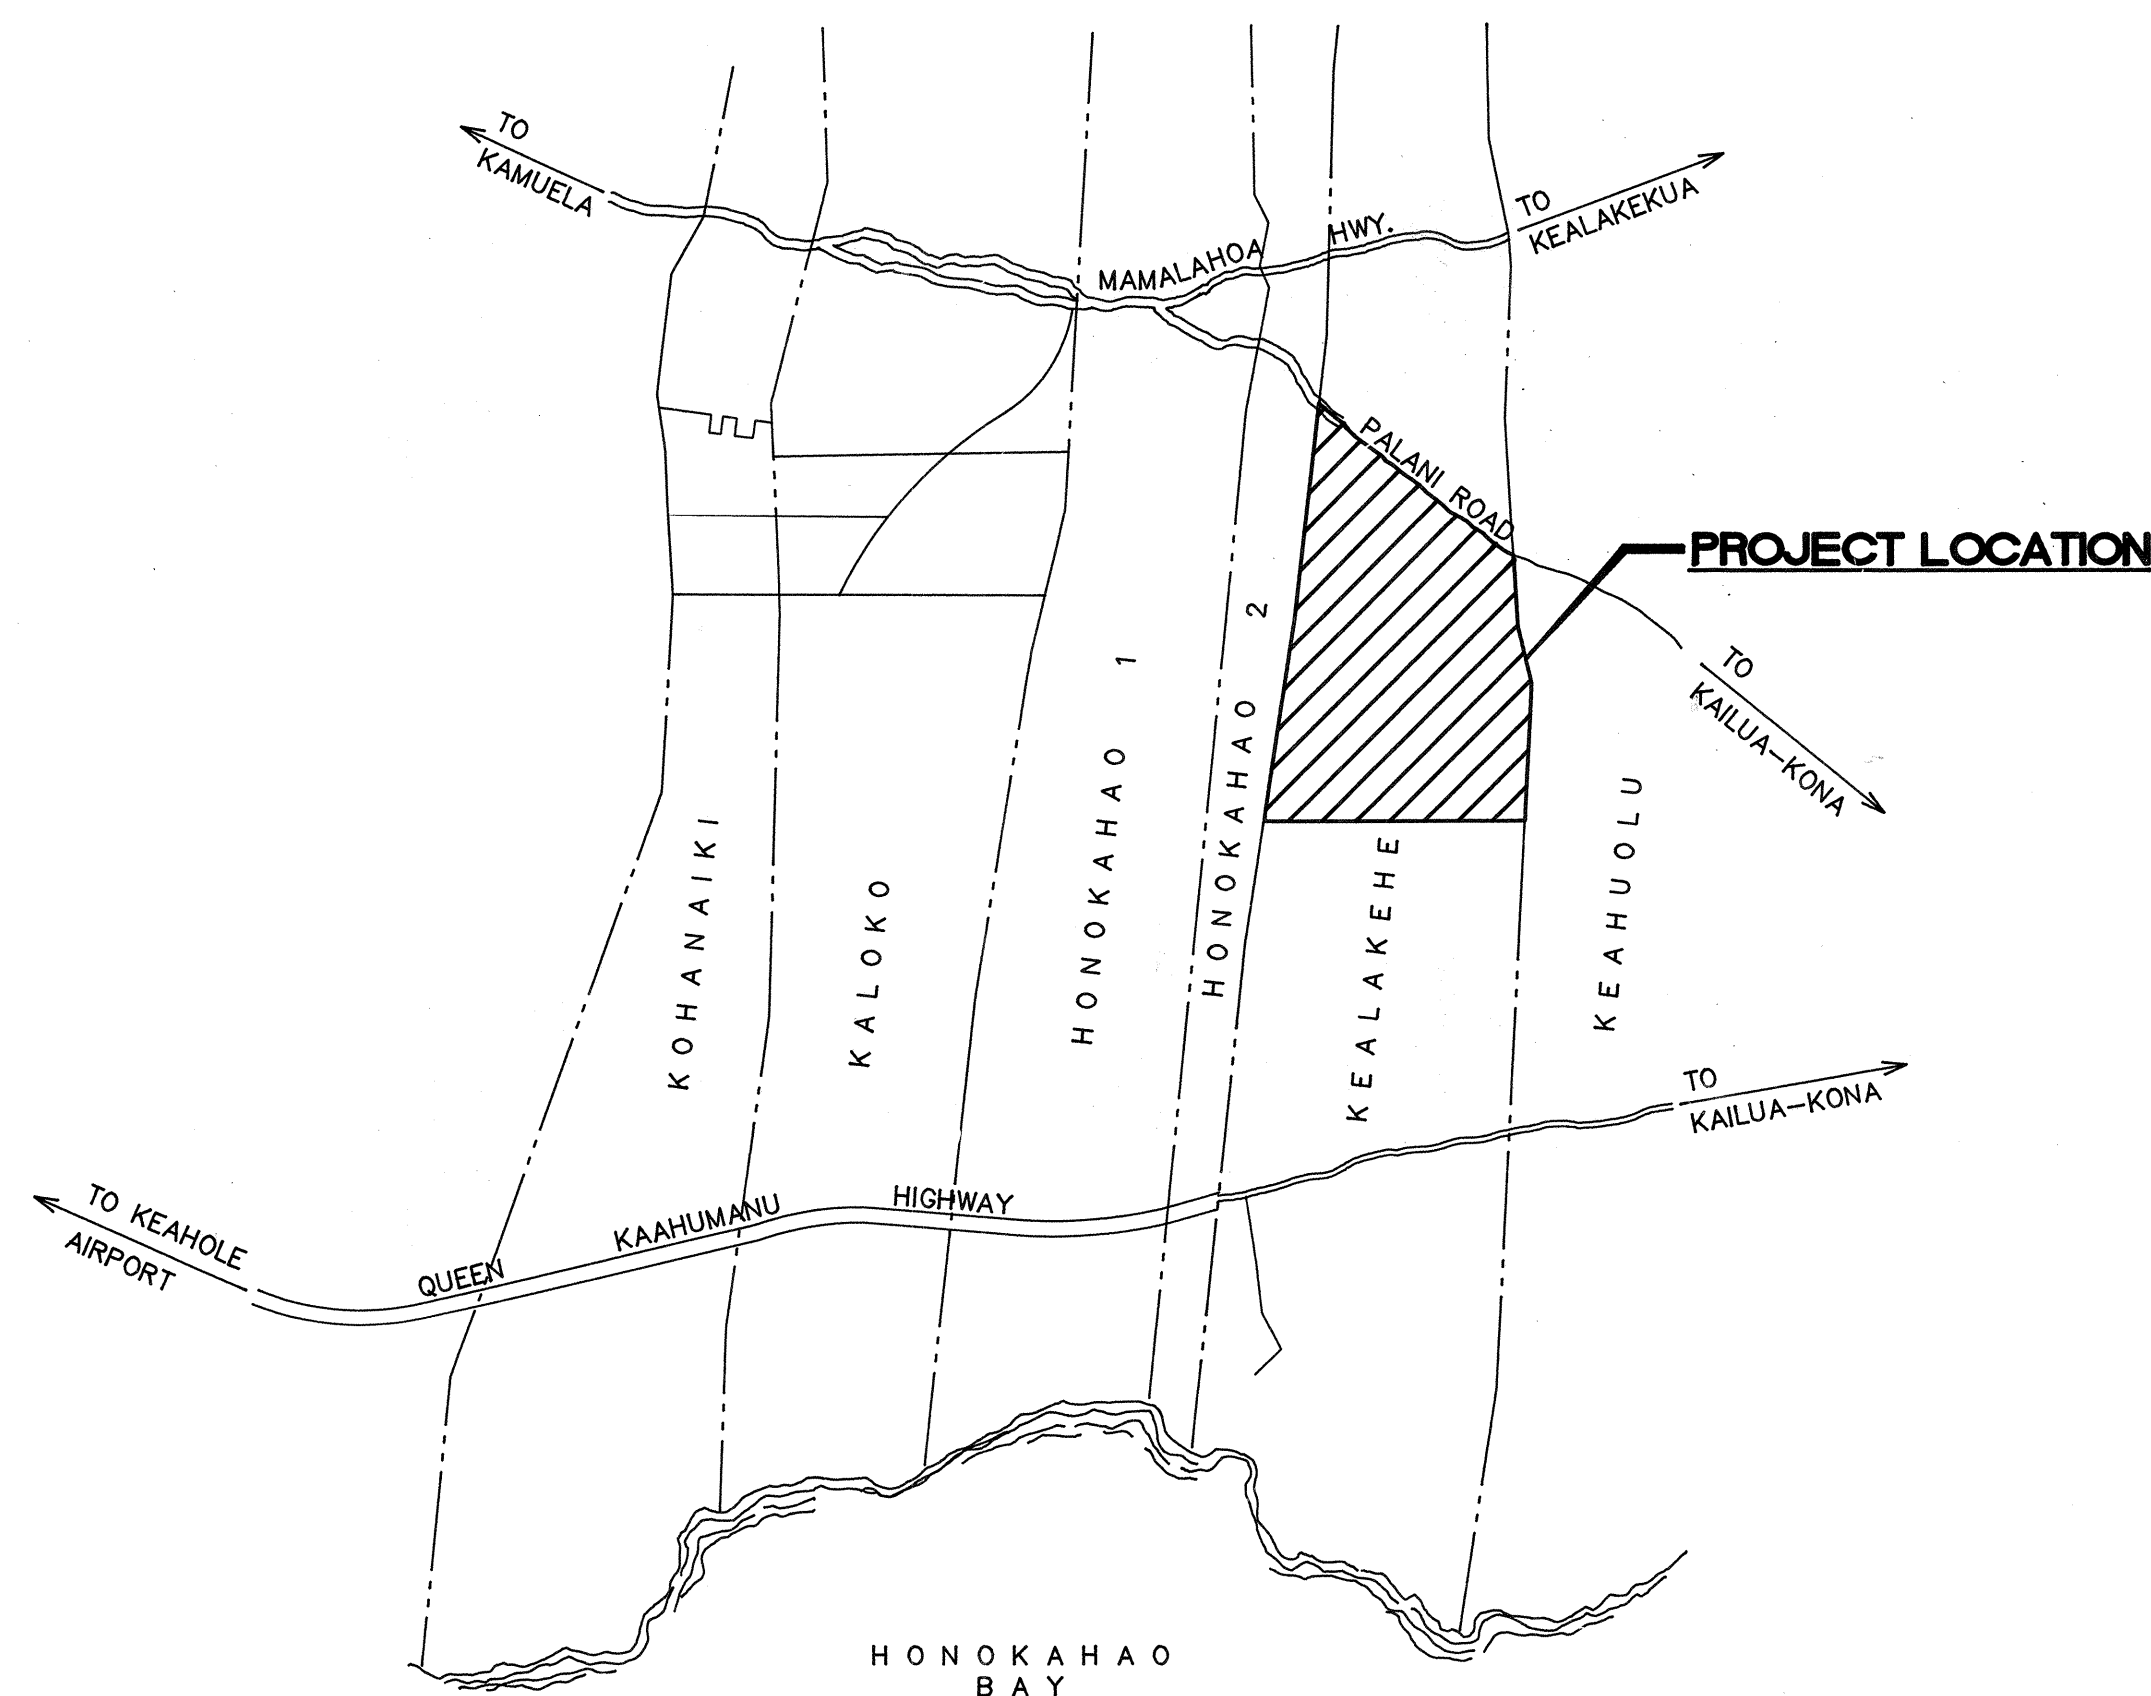 TO
KAMUELA
TO
KEALAKEKUA
MAMALAHOA HWY.
PALANI ROAD
PROJECT LOCATION
TO
KAILUA-KONA
KOHANAIKI
KALOKO
HONOKAHAO 1
HONOKAHAO 2
KEALAKEHE
KEAHUOLU
TO
KAILUA-KONA
TO KEAHOLE
AIRPORT
QUEEN KAAHUMANU HIGHWAY
HONOKAHAO
BAY